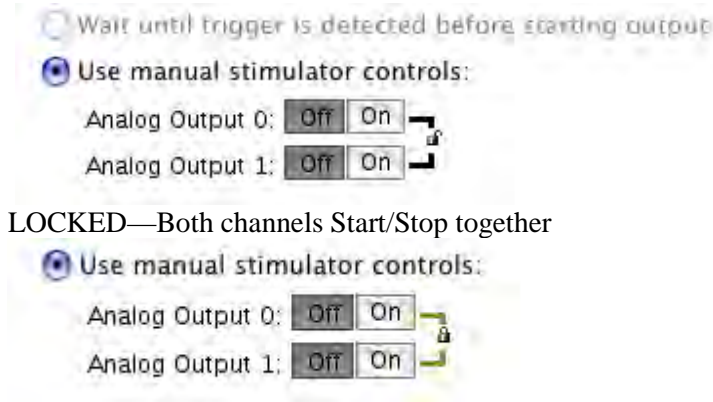 Wait until trigger is detected before starting output
Use manual stimulator controls:
Analog Output 0: Off On
Analog Output 1: Off On
LOCKED—Both channels Start/Stop together
Use manual stimulator controls:
Analog Output 0: Off On
Analog Output 1: Off On